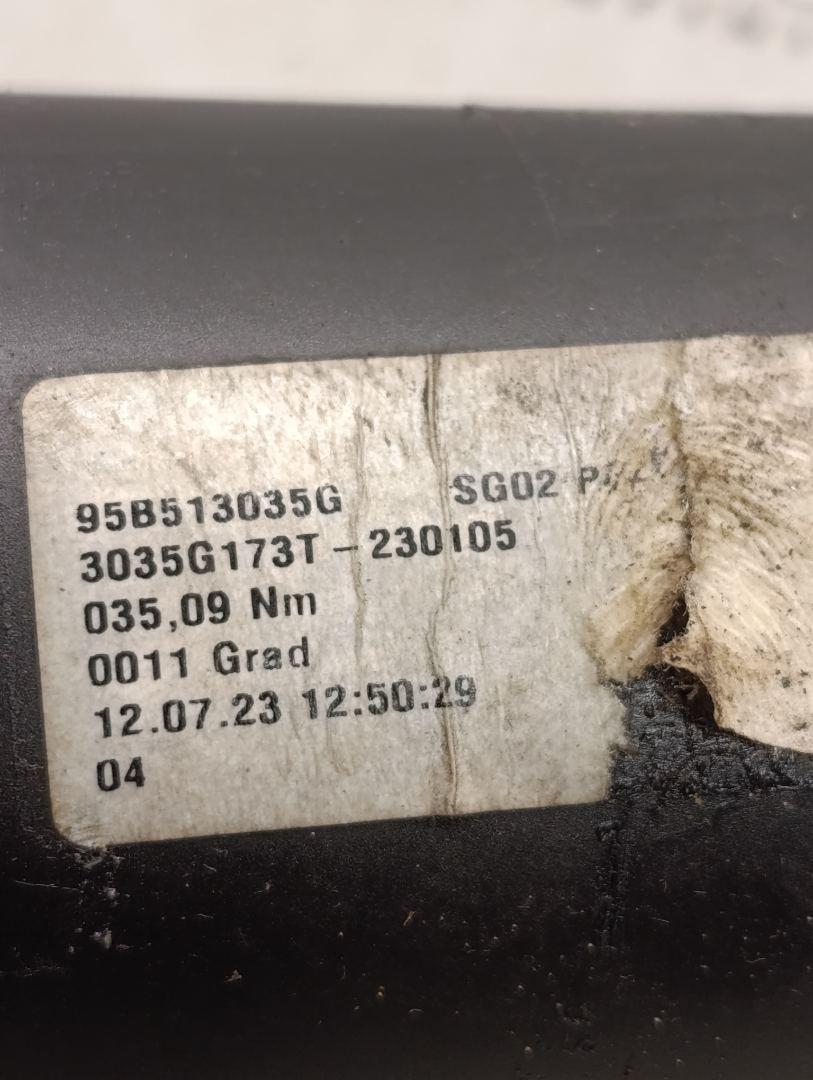 95B513035G SG02
3035G173T-230105
035,09 Nm
0011 Grad
12.07.23 12:50:29
04